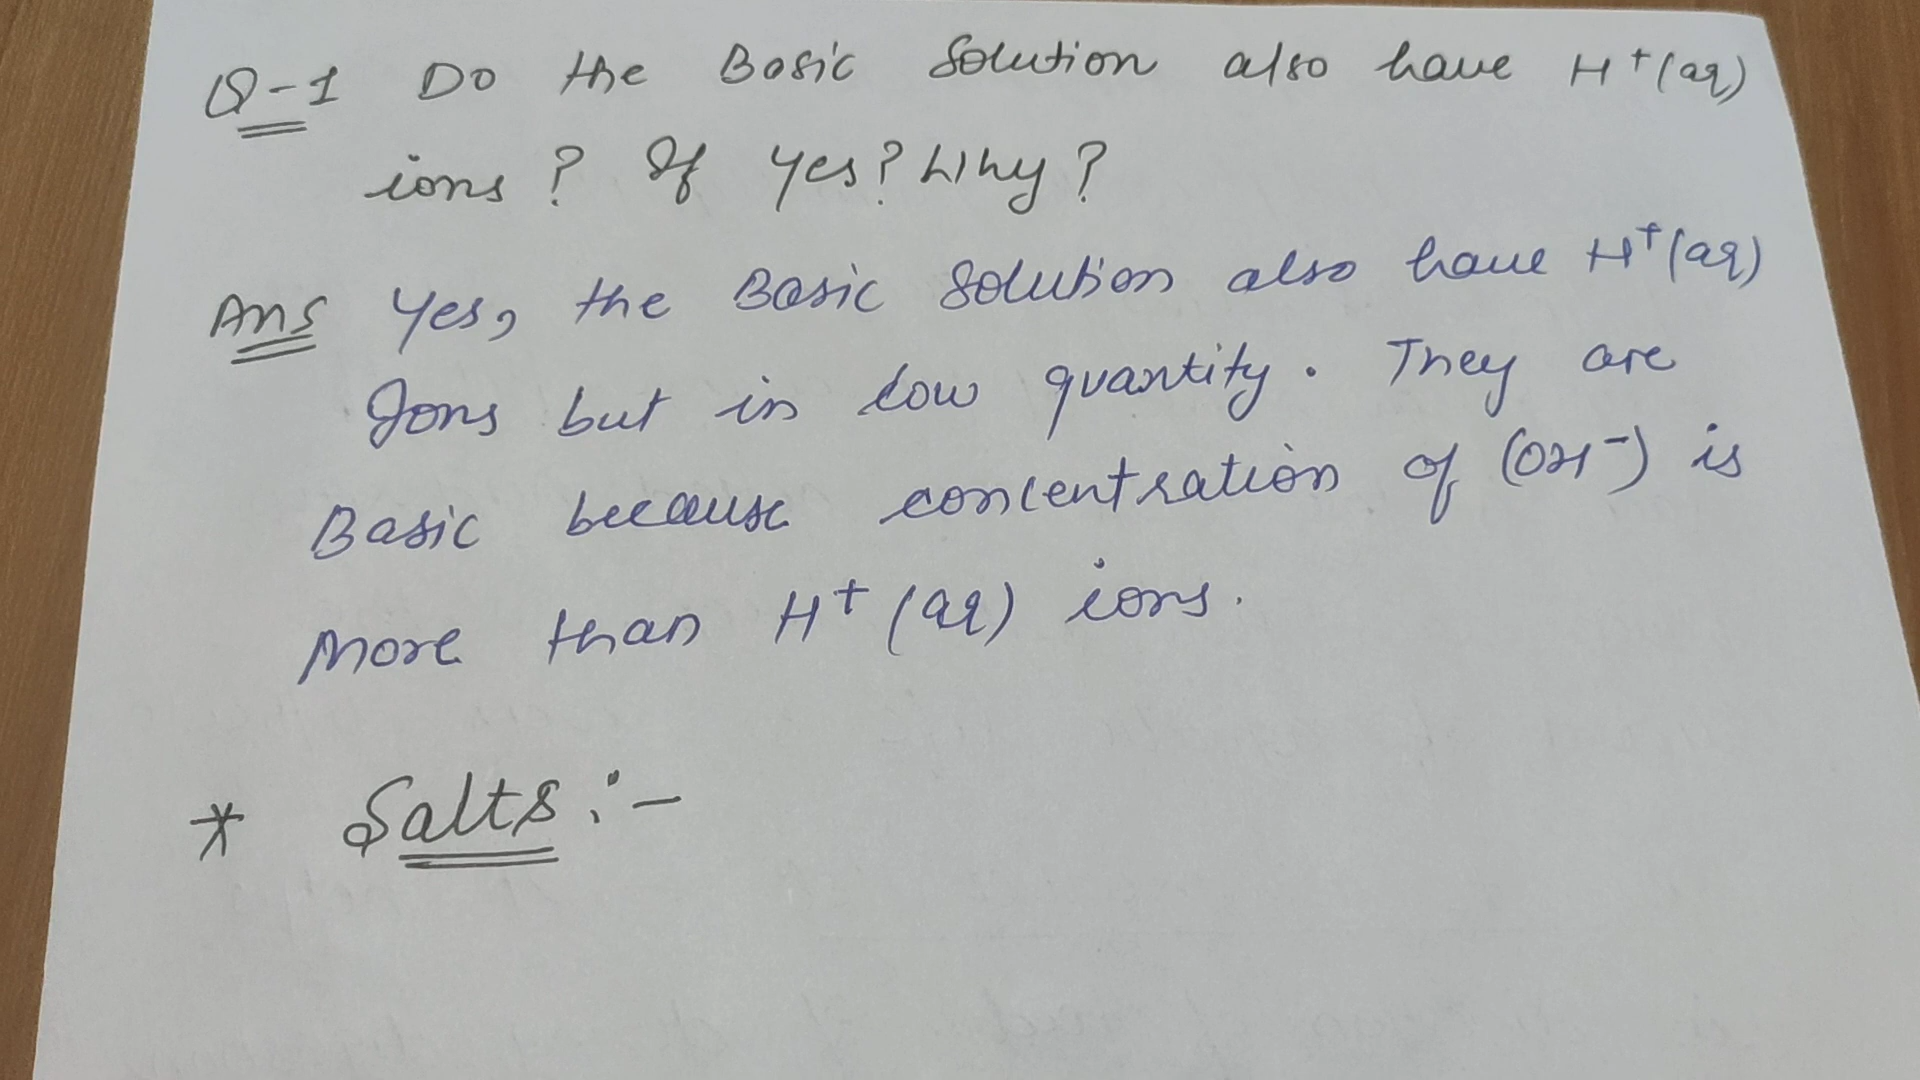 Q-1 Do the Basic Solution also have H+(aq)
ions? If Yes? Why?
Ans Yes, the Basic Solution also have H+(aq)
Ions but in low quantity. They are
Basic because concentration of (OH-) is
more than H+ (aq) ions.
* Salts:-